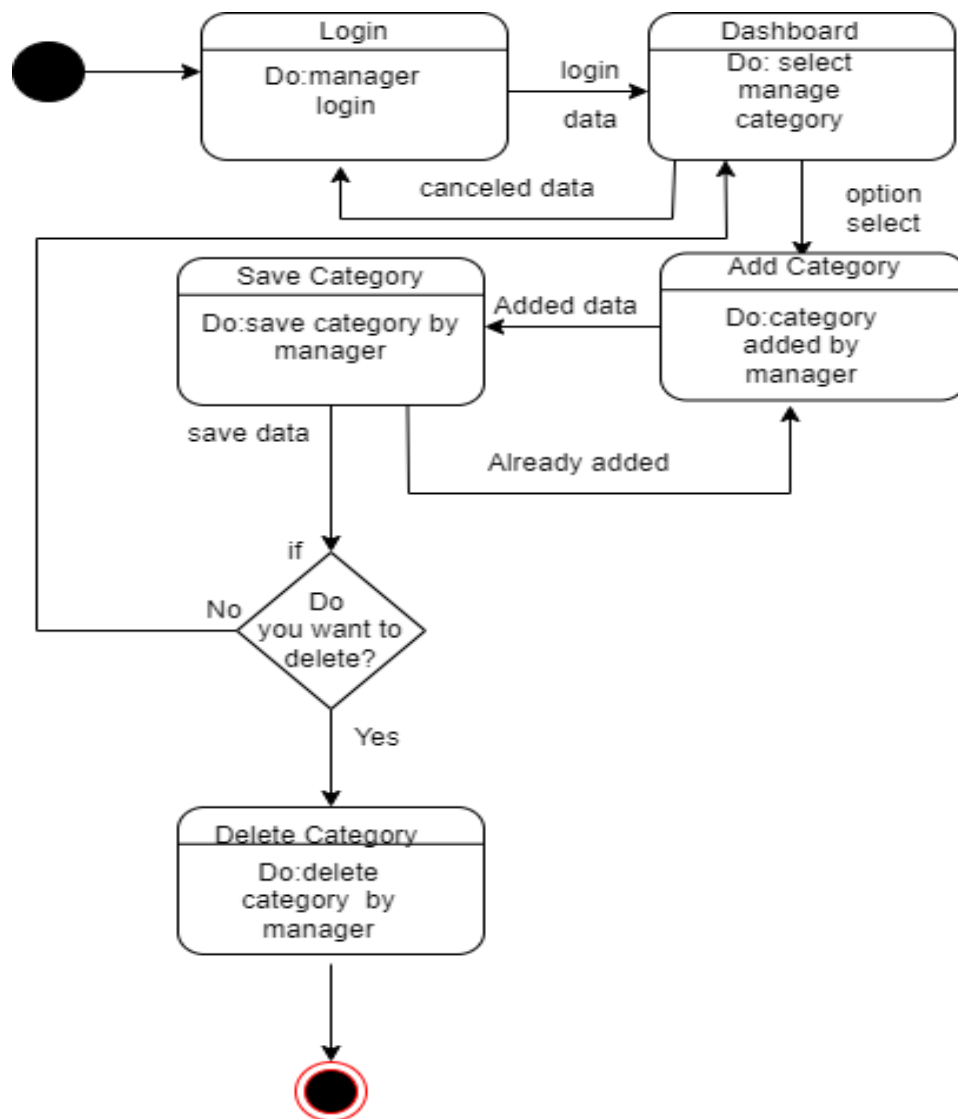 Login
Do:manager
login
login
data
Dashboard
Do: select
manage
category
canceled data
option
select
Save Category
Do:save category by
manager
Added data
Add Category
Do:category
added by
manager
save data
Already added
if
No
Do
you want to
delete?
Yes
Delete Category
Do:delete
category by
manager